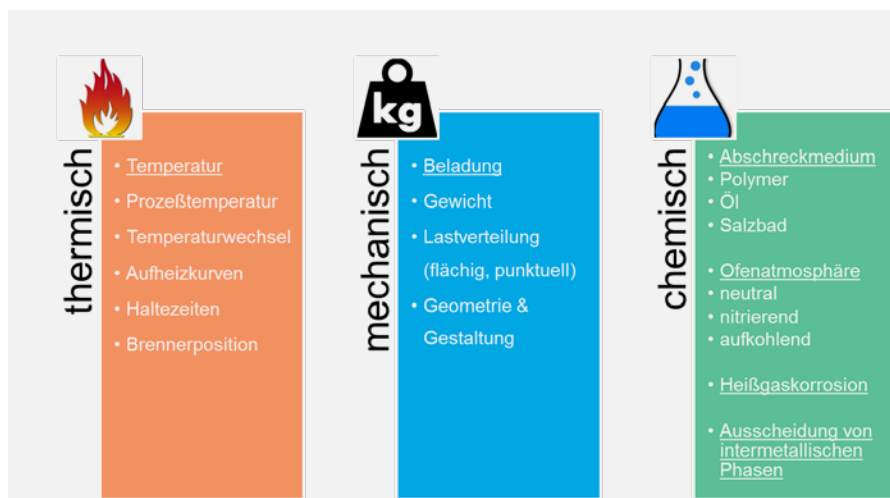 thermisch
• Temperatur
• Prozeßtemperatur
• Temperaturwechsel
• Aufheizkurven
• Haltezeiten
• Brennerposition
kg
mechanisch
• Beladung
• Gewicht
• Lastverteilung
(flächig, punktuell)
• Geometrie &
Gestaltung
chemisch
• Abschreckmedium
• Polymer
• Öl
• Salzbad
• Ofenatmosphäre
• neutral
• nitrierend
• aufkohlend
• Heißgaskorrosion
• Ausscheidung von
intermetallischen
Phasen